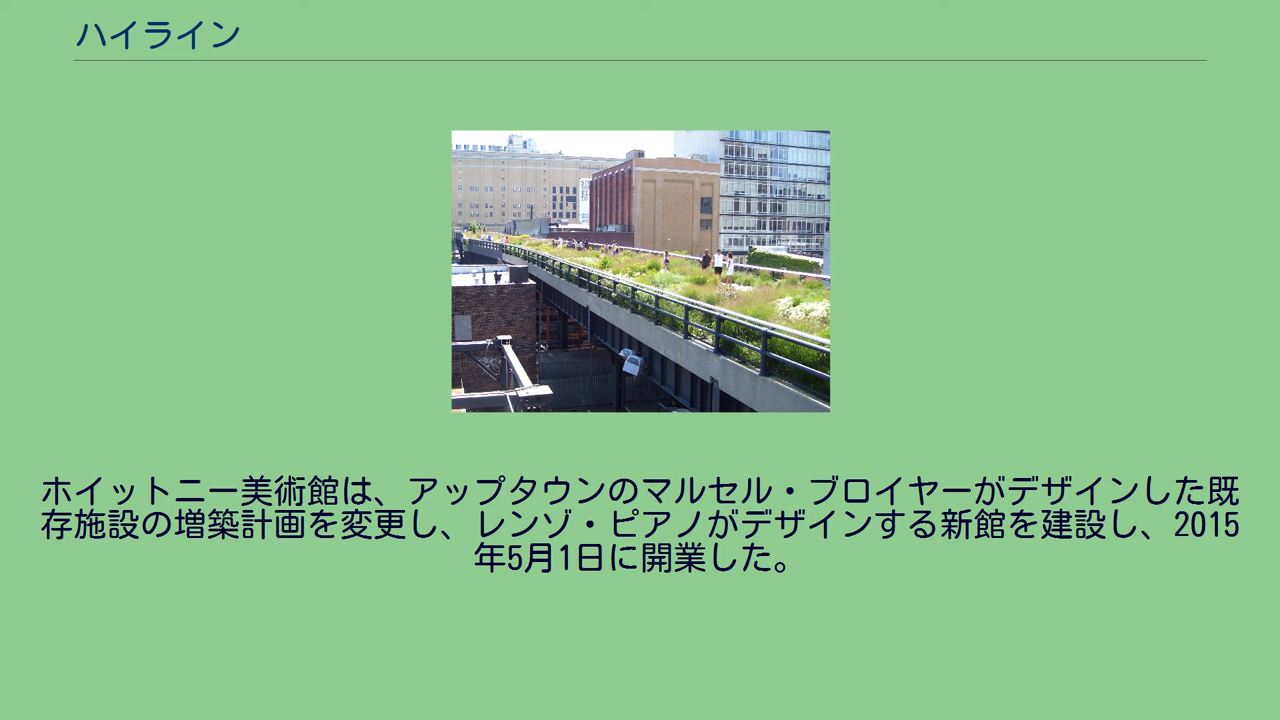 ハイライン
ホイットニー美術館は、アップタウンのマルセル・ブロイヤーがデザインした既
存施設の増築計画を変更し、レンゾ・ピアノがデザインする新館を建設し、2015
年5月1日に開業した。